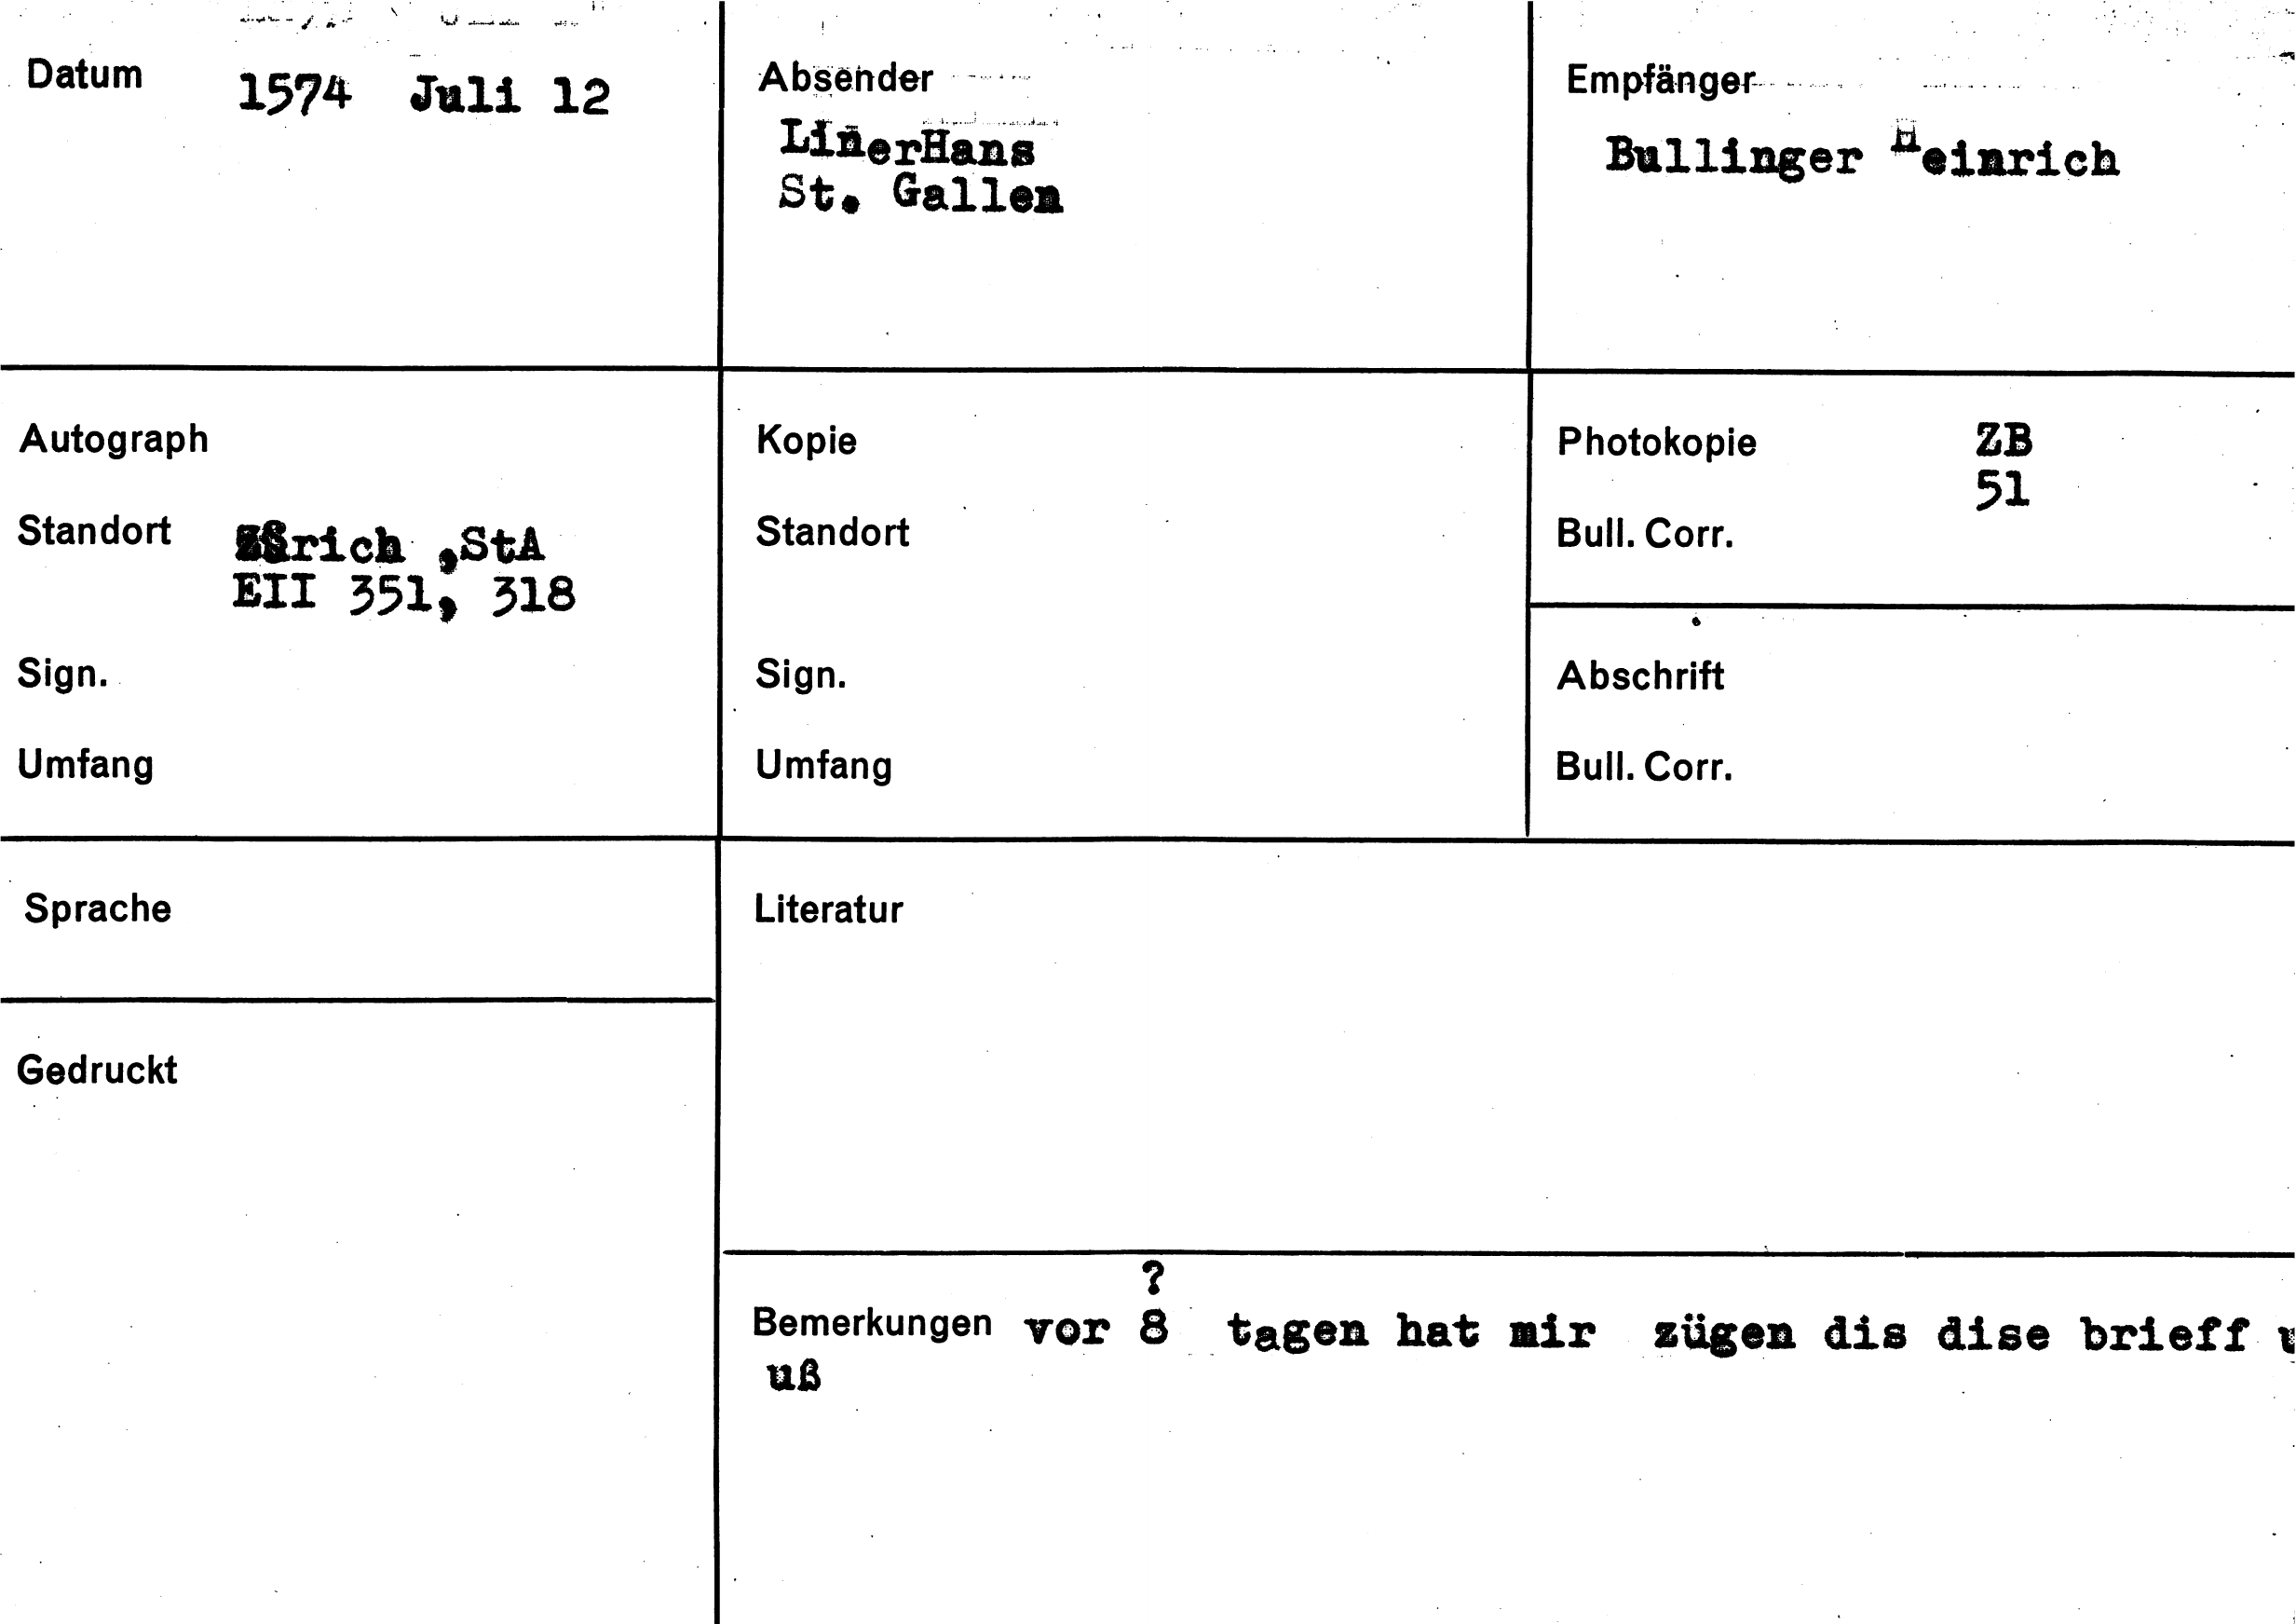 Datum 1574 Juli 12
Absender
LinerHans
St. Gallen
Empfänger
Bullinger Heinrich
Autograph
Standort Zürich ,StA
EII 351, 318
Sign.
Umfang
Kopie
Standort
Sign.
Umfang
Photokopie ZB
51
Bull. Corr.
Abschrift
Bull. Corr.
Sprache
Gedruckt
Literatur
?
Bemerkungen vor 8 tagen hat mir zügen dis dise brieff
uß